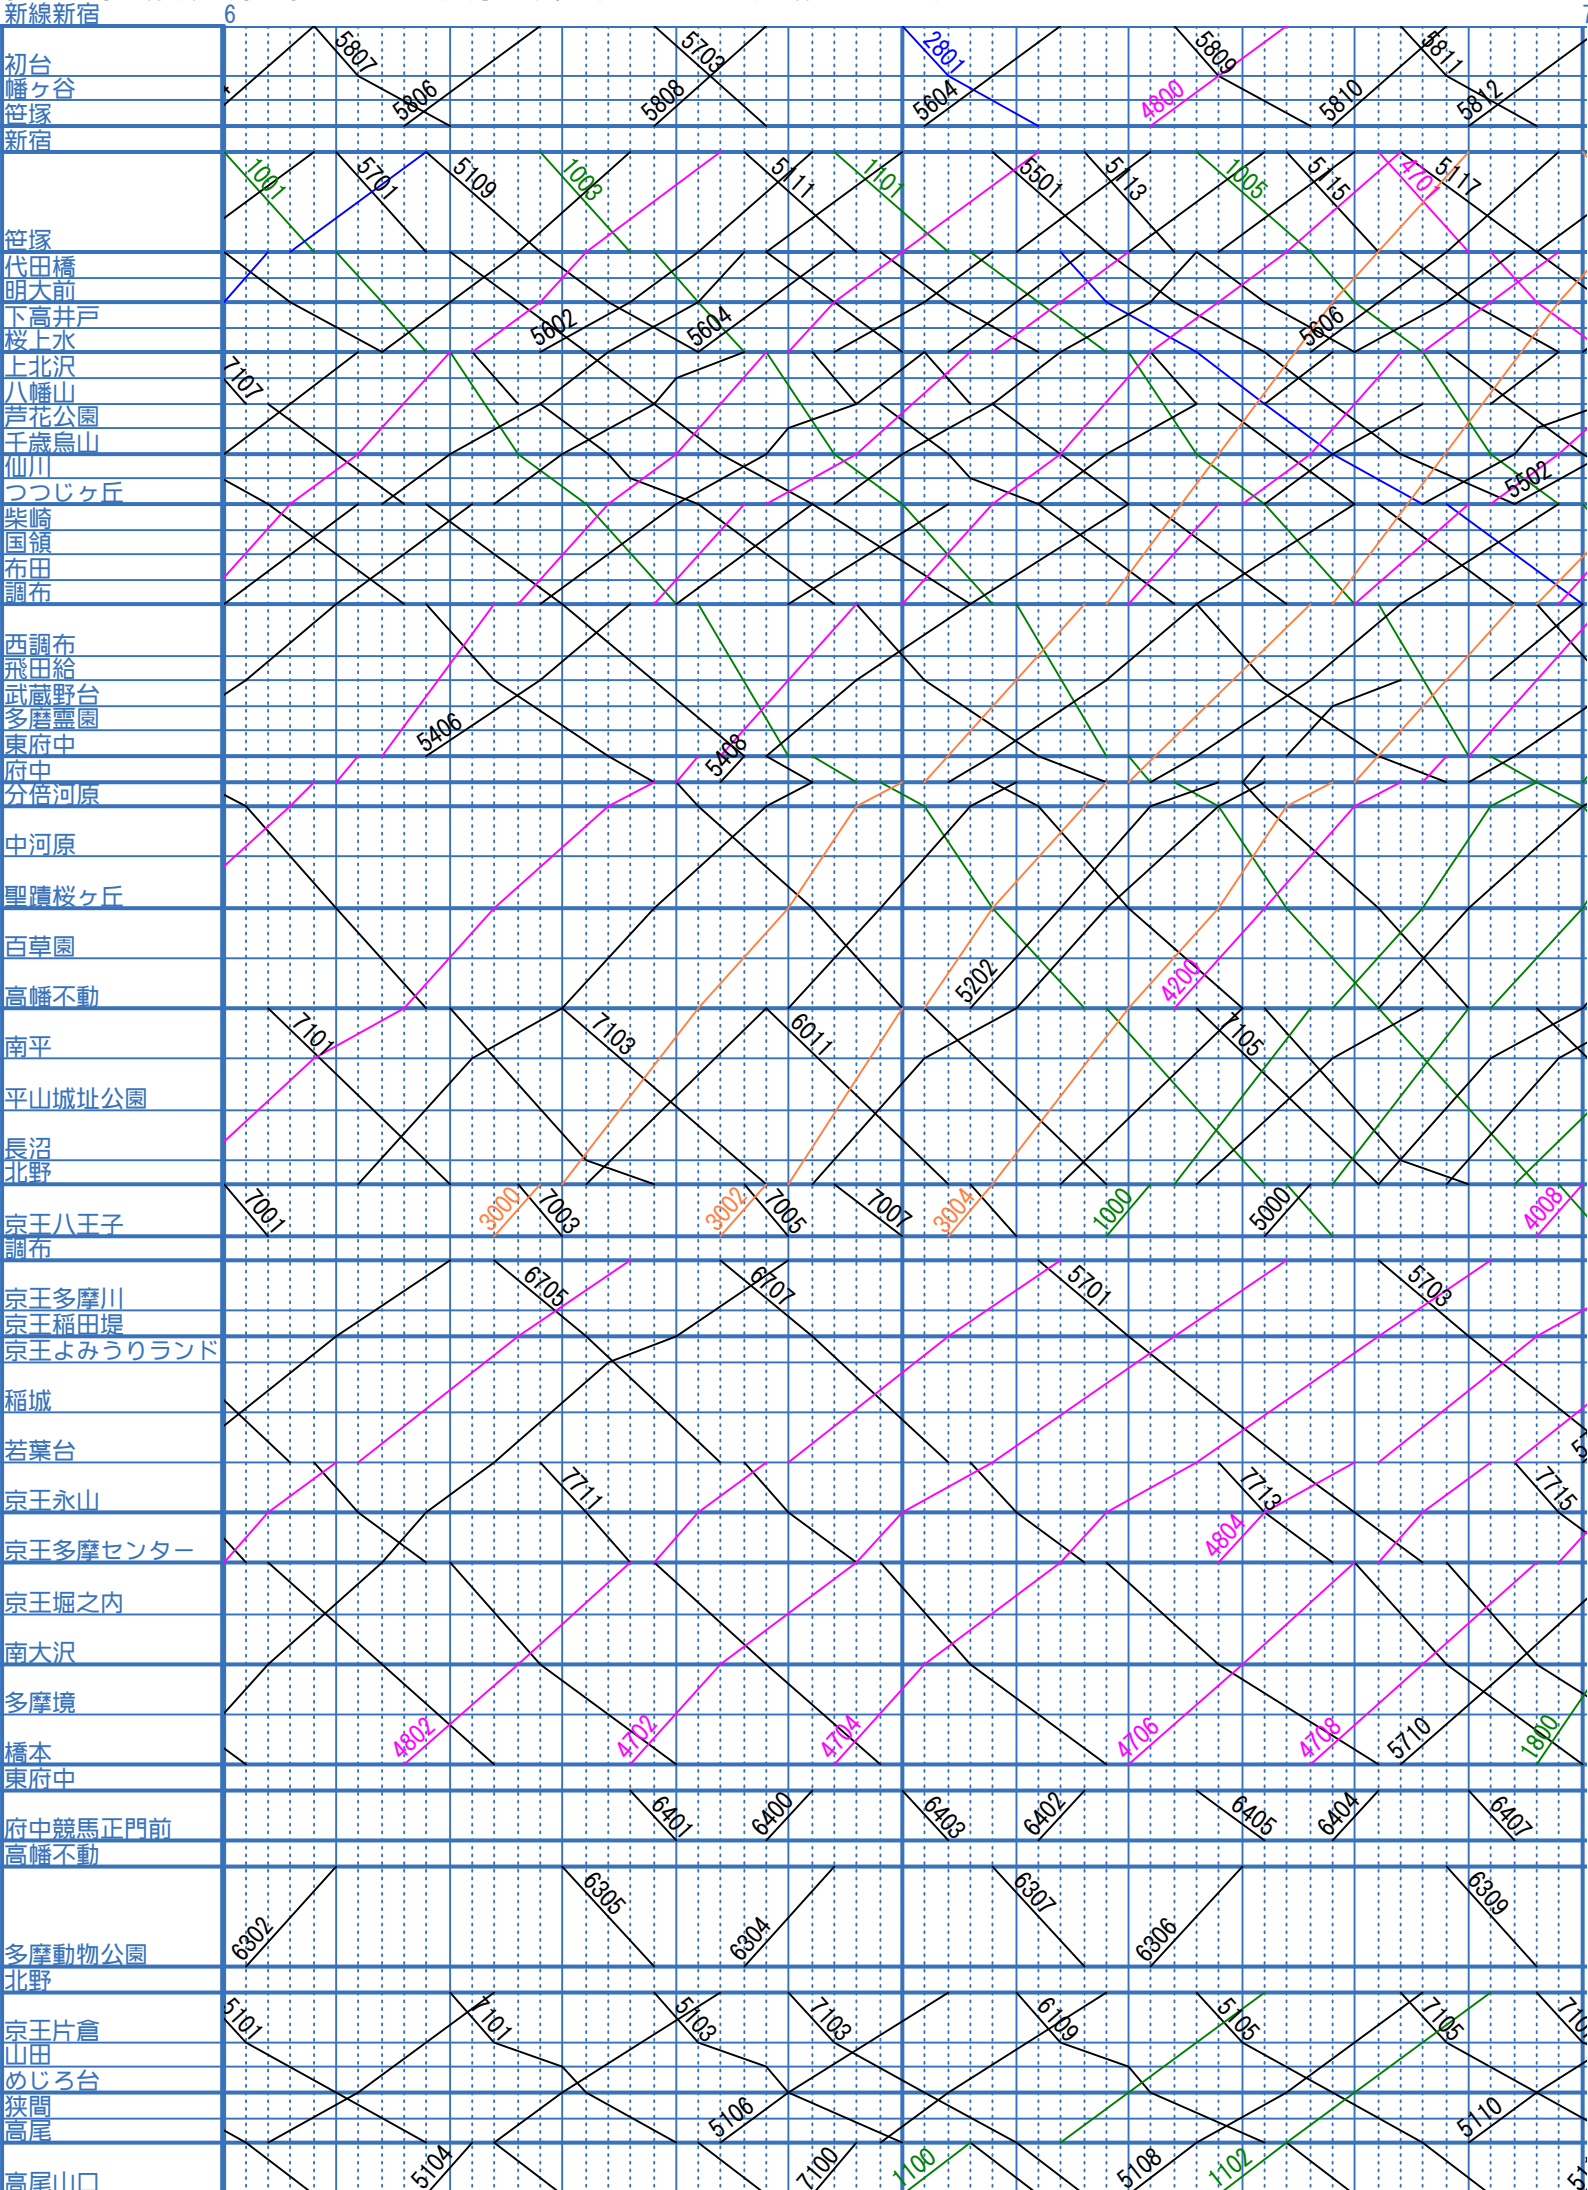 新線新宿 6 7
初台 5807 5703 2801 5809 5811
幡ヶ谷 5806 5808 5604 4800 5810 5812
笹塚
新宿
1001 5701 5109 1003 5111 1101 5501 5113 1005 5115 4701 5117
笹塚
代田橋
明大前
下高井戸 5602 5604 5606
桜上水
上北沢 7107
八幡山
芦花公園
千歳烏山
仙川
つつじヶ丘 5502
柴崎
国領
布田
調布
西調布
飛田給
武蔵野台
多磨霊園
東府中 5406 5408
府中
分倍河原
中河原
聖蹟桜ヶ丘
百草園
高幡不動 5202 4200
南平 7101 7103 6011 7105
平山城址公園
長沼
北野
京王八王子 7001 3000 7003 3002 7005 7007 3004 1000 5000 4008
調布
京王多摩川 6705 6707 5701 5703
京王稲田堤
京王よみうりランド
稲城
若葉台
京王永山 7711 7713 7715
京王多摩センター 4804
京王堀之内
南大沢
多摩境
橋本 4802 4702 4704 4706 4708 5710 1800
東府中
府中競馬正門前 6401 6400 6403 6402 6405 6404 6407
高幡不動
6305 6307 6309
多摩動物公園 6302 6304 6306
北野
京王片倉 5101 7101 5103 7103 6109 5105 7105
山田
めじろ台
狭間
高尾 5106 5110
高尾山口 5104 7100 1100 5108 1102